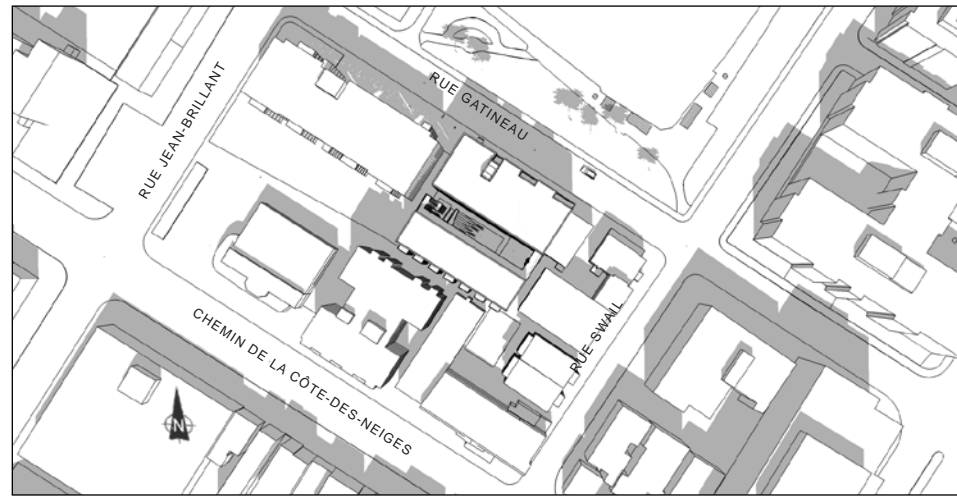 RUE JEAN-BRILLANT
RUE GATINEAU
CHEMIN DE LA CÔTE-DES-NEIGES
RUE SWAIL
N